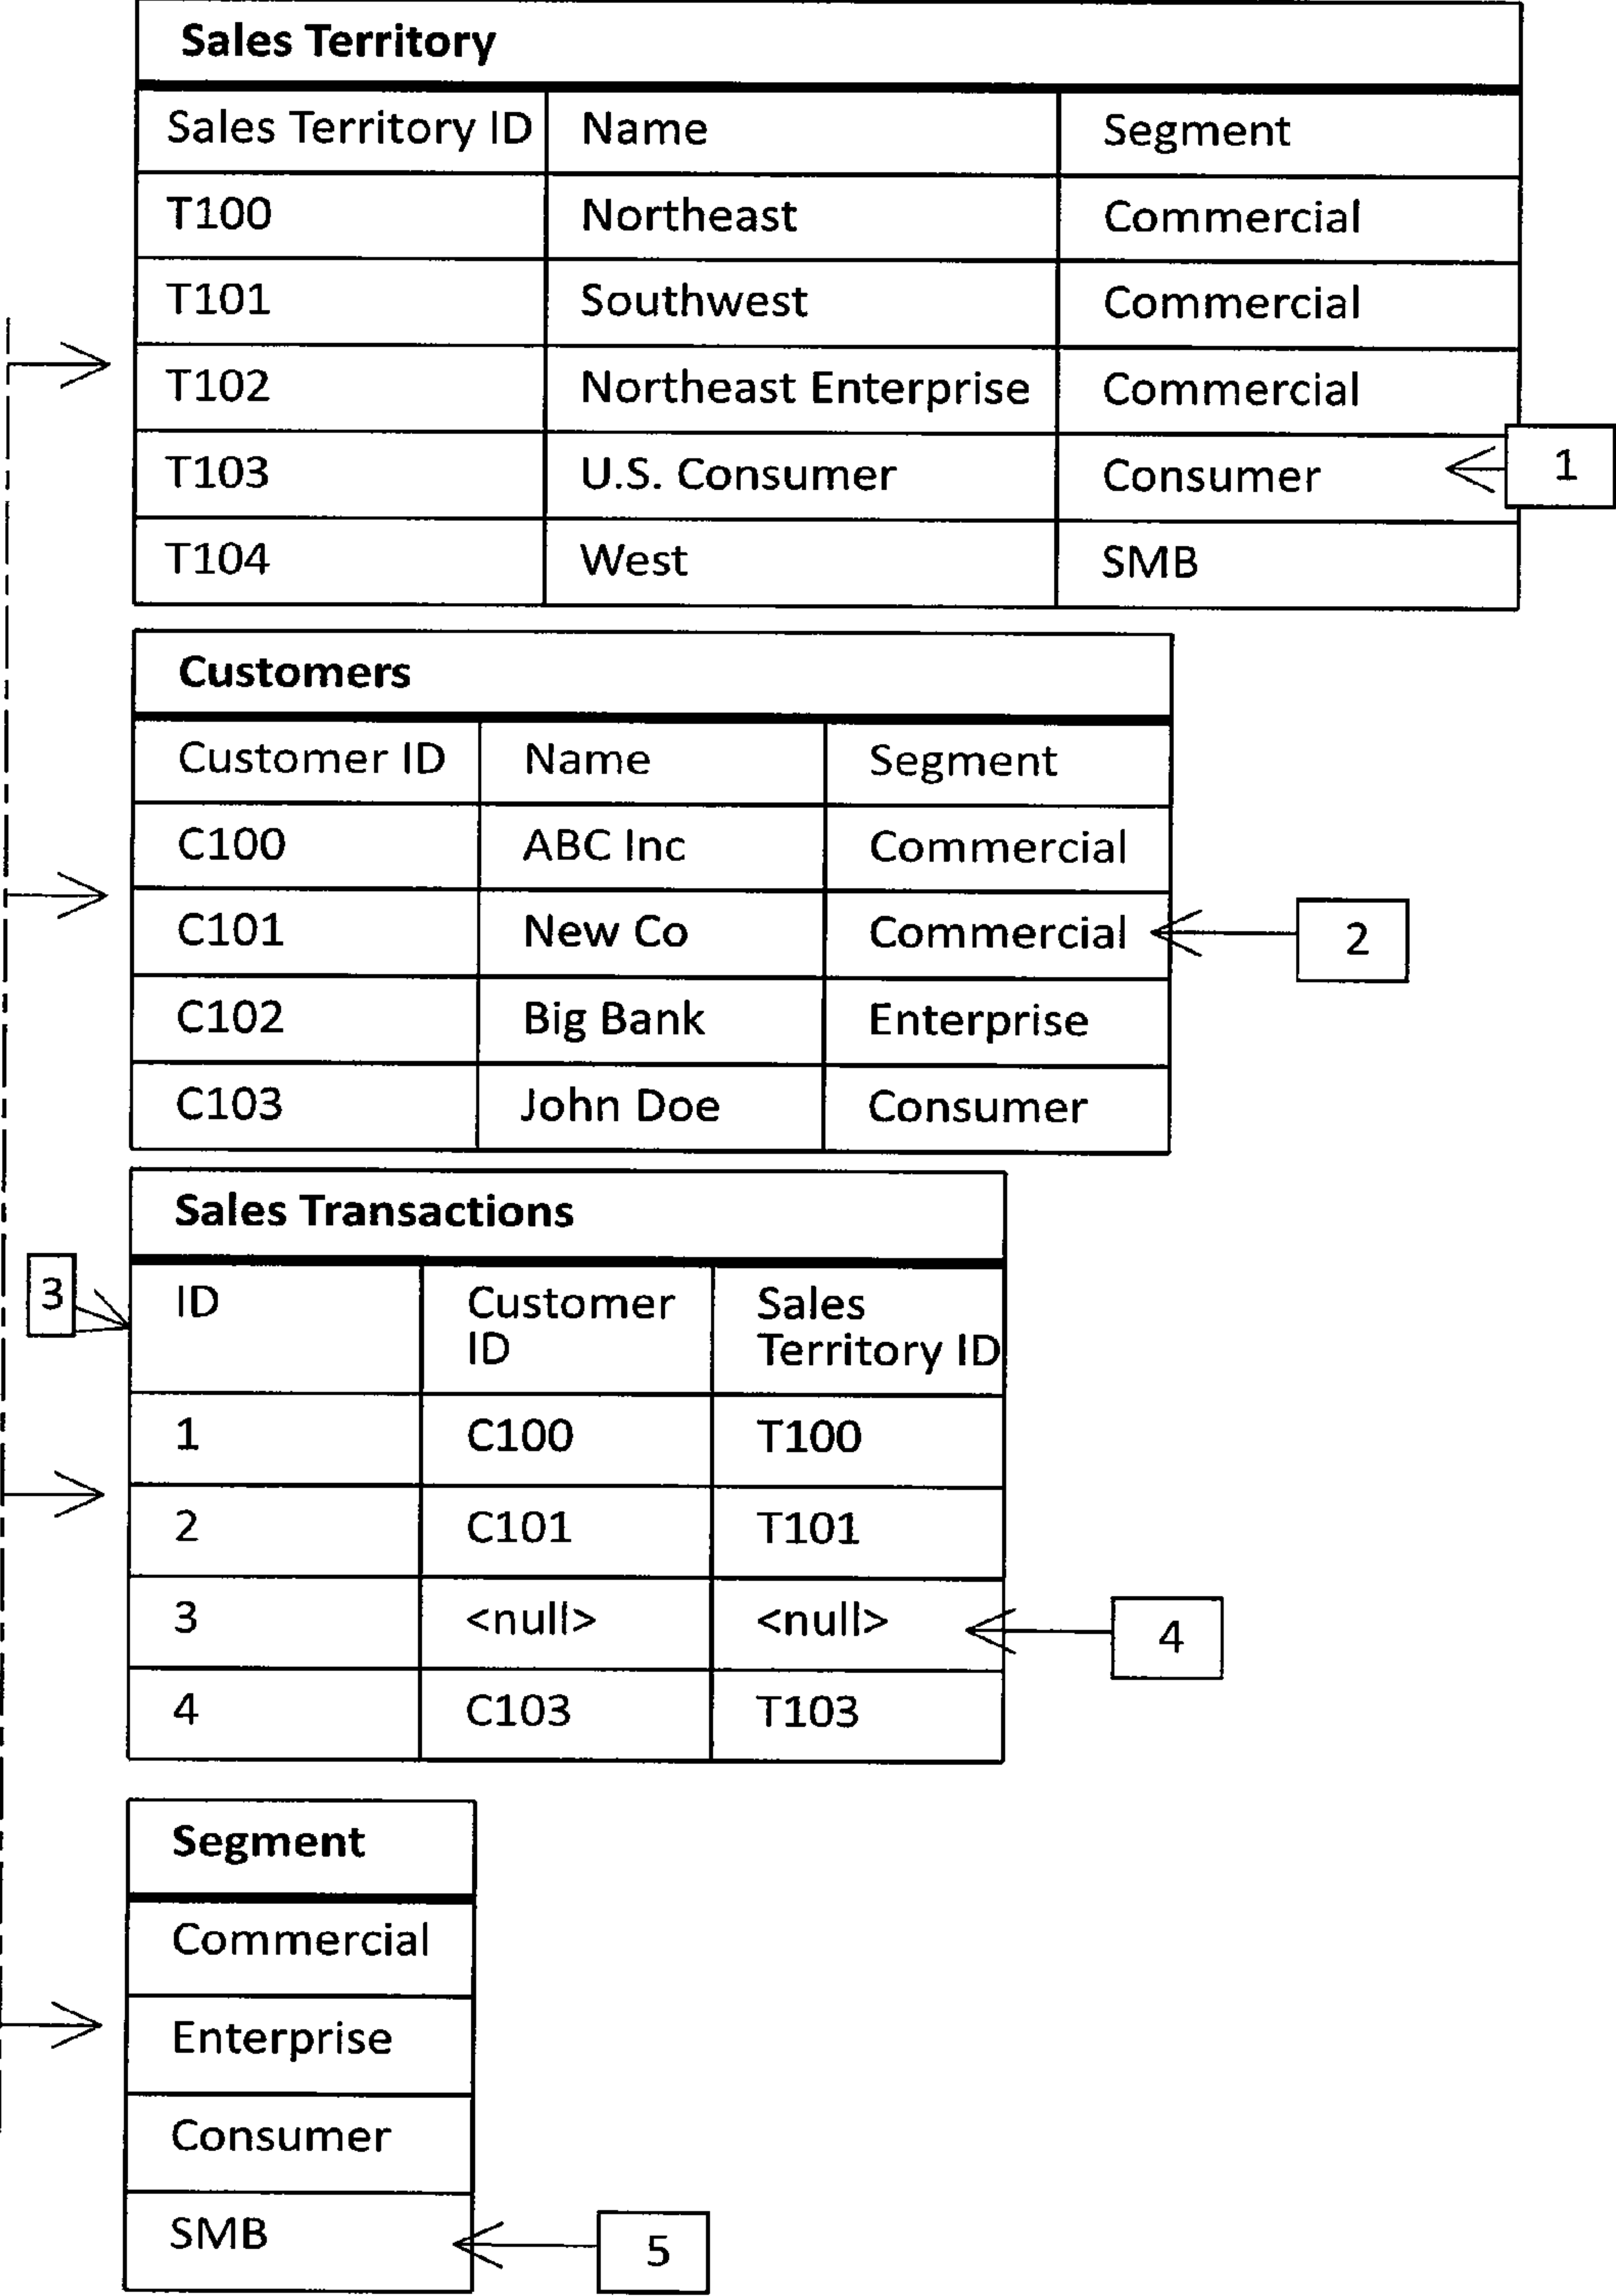 Sales Territory
Sales Territory ID Name Segment
T100 Northeast Commercial
T101 Southwest Commercial
T102 Northeast Enterprise Commercial
T103 U.S. Consumer Consumer 1
T104 West SMB
Customers
Customer ID Name Segment
C100 ABC Inc Commercial
C101 New Co Commercial 2
C102 Big Bank Enterprise
C103 John Doe Consumer
Sales Transactions
3 ID Customer ID Sales Territory ID
1 C100 T100
2 C101 T101
3 <null> <null> 4
4 C103 T103
Segment
Commercial
Enterprise
Consumer
SMB 5